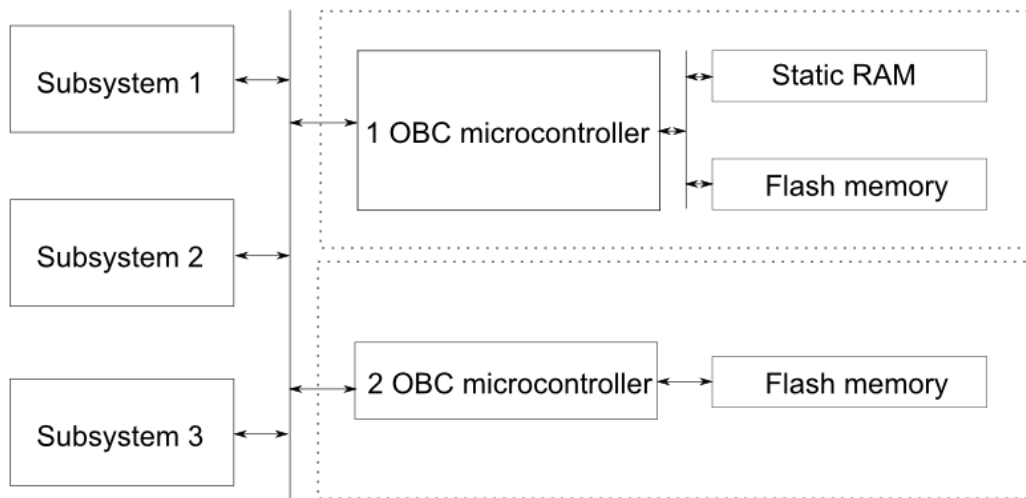 Subsystem 1
1 OBC microcontroller
Static RAM
Flash memory
Subsystem 2
2 OBC microcontroller
Flash memory
Subsystem 3